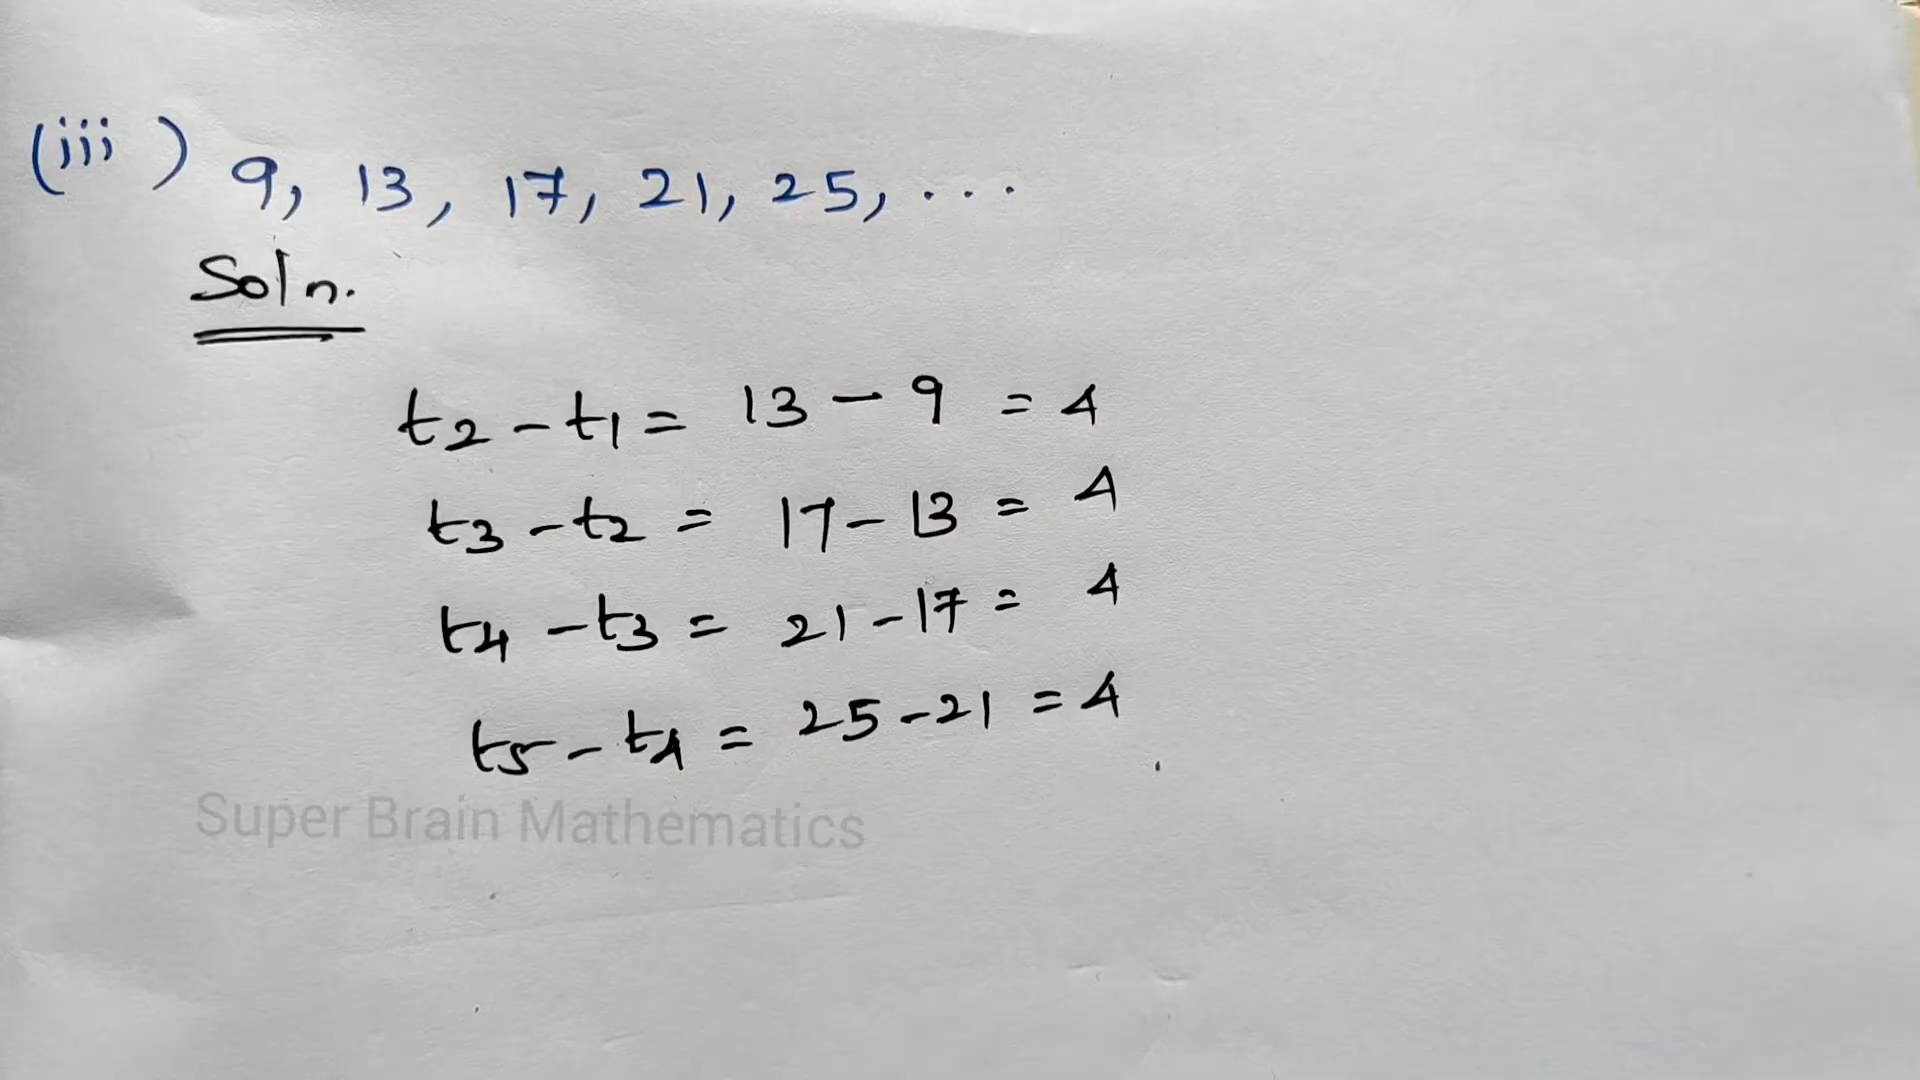 (iii) 9, 13, 17, 21, 25, ...
Soln.
t2 - t1 = 13 - 9 = 4
t3 - t2 = 17 - 13 = 4
t4 - t3 = 21 - 17 = 4
t5 - t4 = 25 - 21 = 4
Super Brain Mathematics